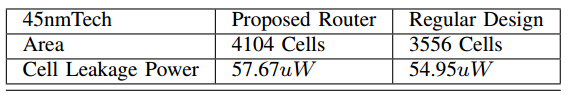 45nmTech Proposed Router Regular Design
Area 4104 Cells 3556 Cells
Cell Leakage Power 57.67uW 54.95uW